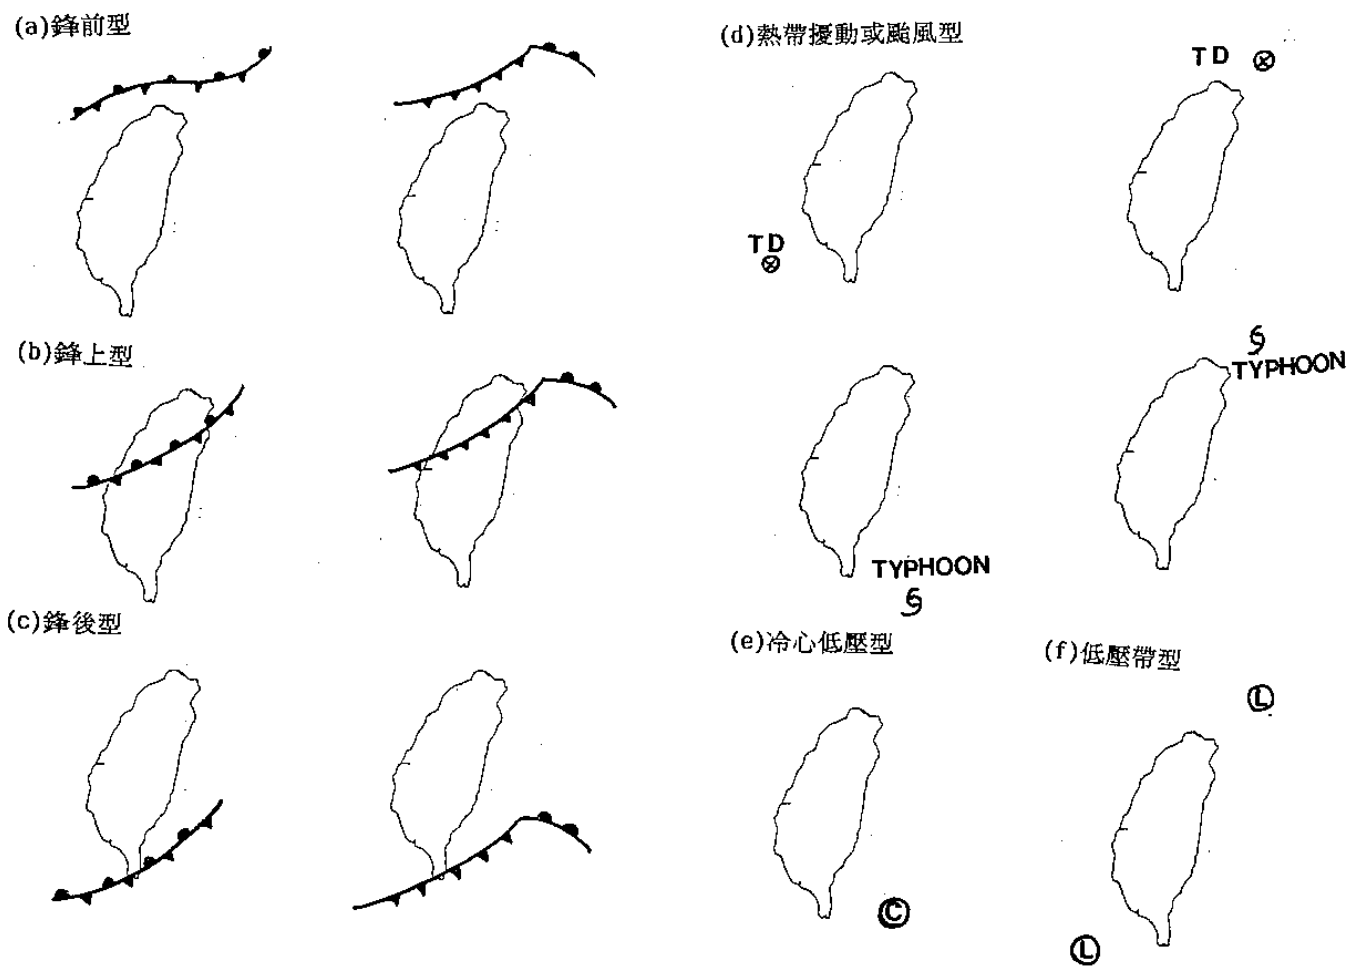 (a)鋒前型
(b)鋒上型
(c)鋒後型
(d)熱帶擾動或颱風型
TD
TD
TYPHOON
TYPHOON
(e)冷心低壓型
C
(f)低壓帶型
L
L